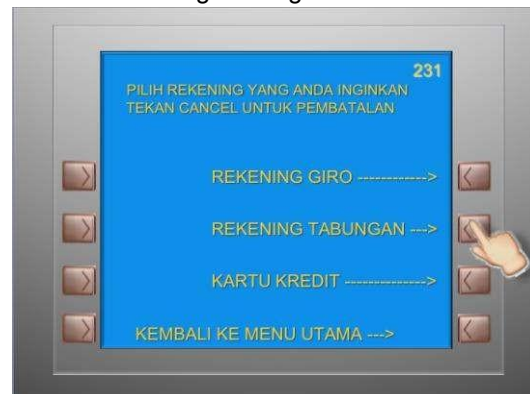 231
PILIH REKENING YANG ANDA INGINKAN
TEKAN CANCEL UNTUK PEMBATALAN
REKENING GIRO ------------>
REKENING TABUNGAN --->
KARTU KREDIT -------------->
KEMBALI KE MENU UTAMA --->